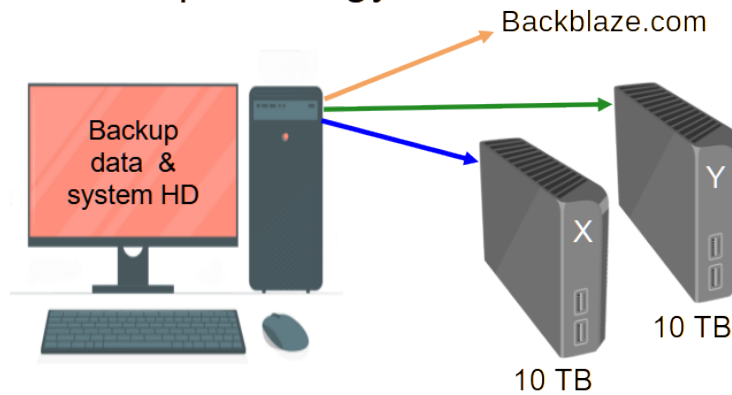 Backblaze.com
Backup
data &
system HD
X
Y
10 TB
10 TB